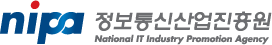 nipa 정보통신산업진흥원
National IT Industry Promotion Agency